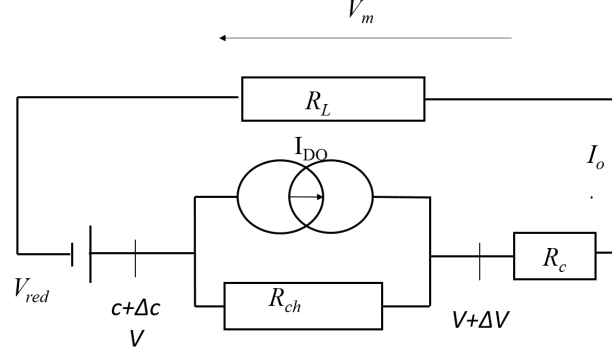 V_m
R_L
I_DO
I_o
R_c
R_ch
V_red
c+Δc
V
V+ΔV